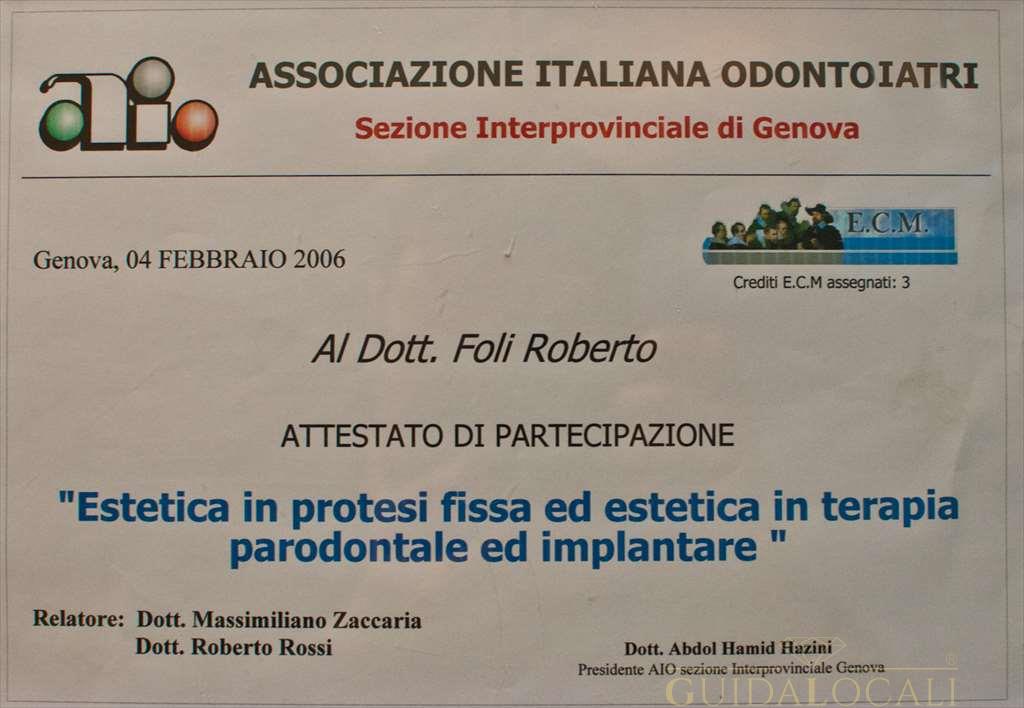 aio
ASSOCIAZIONE ITALIANA ODONTOIATRI
Sezione Interprovinciale di Genova
E.C.M.
Genova, 04 FEBBRAIO 2006
Crediti E.C.M assegnati: 3
Al Dott. Foli Roberto
ATTESTATO DI PARTECIPAZIONE
"Estetica in protesi fissa ed estetica in terapia
parodontale ed implantare "
Relatore: Dott. Massimiliano Zaccaria
Dott. Roberto Rossi
Dott. Abdol Hamid Hazini
Presidente AIO sezione Interprovinciale Genova
GUIDALOCALI®